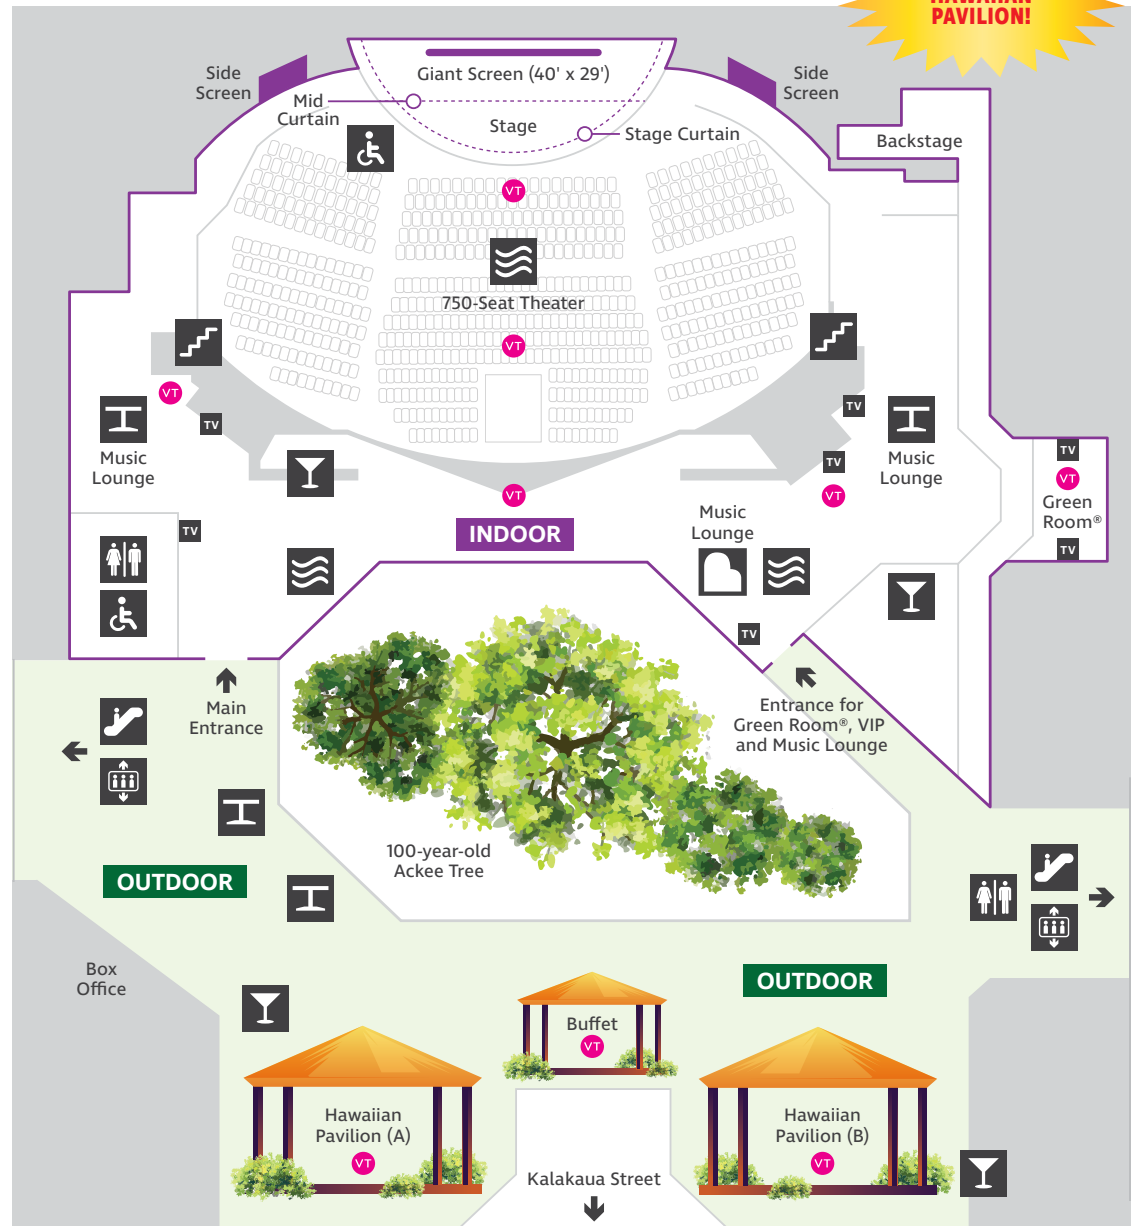 HAWAIIAN
PAVILION!
Side
Screen
Giant Screen (40' x 29')
Side
Screen
Mid
Curtain
Stage
Stage Curtain
Backstage
VT
750-Seat Theater
VT
VT
TV
TV
Music
Lounge
Music
Lounge
TV
TV
VT
Green
Room®
TV
VT
VT
Music
Lounge
INDOOR
TV
TV
Main
Entrance
Entrance for
Green Room®, VIP
and Music Lounge
100-year-old
Ackee Tree
OUTDOOR
Box
Office
OUTDOOR
Buffet
VT
Hawaiian
Pavilion (A)
VT
Hawaiian
Pavilion (B)
VT
Kalakaua Street